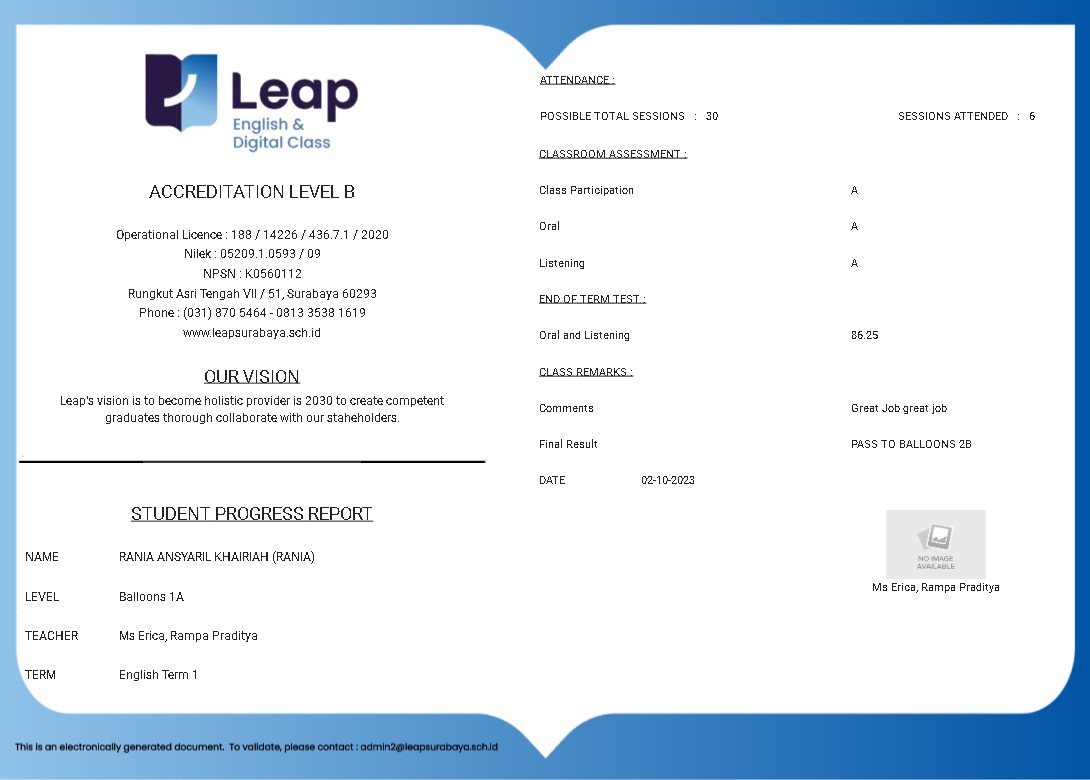 Leap
English &
Digital Class
ACCREDITATION LEVEL B
Operational Licence : 188 / 14226 / 436.7.1 / 2020
Nilek : 05209.1.0593 / 09
NPSN : K0560112
Rungkut Asri Tengah VII / 51, Surabaya 60293
Phone : (031) 870 5464 - 0813 3538 1619
www.leapsurabaya.sch.id
OUR VISION
Leap's vision is to become holistic provider is 2030 to create competent
graduates thorough collaborate with our staheholders.
STUDENT PROGRESS REPORT
NAME RANIA ANSYARIL KHAIRIAH (RANIA)
LEVEL Balloons 1A
TEACHER Ms Erica, Rampa Praditya
TERM English Term 1
ATTENDANCE :
POSSIBLE TOTAL SESSIONS : 30 SESSIONS ATTENDED : 6
CLASSROOM ASSESSMENT :
Class Participation A
Oral A
Listening A
END OF TERM TEST :
Oral and Listening 86.25
CLASS REMARKS :
Comments Great Job great job
Final Result PASS TO BALLOONS 2B
DATE 02-10-2023
NO IMAGE
AVAILABLE
Ms Erica, Rampa Praditya
This is an electronically generated document. To validate, please contact : admin2@leapsurabaya.sch.id